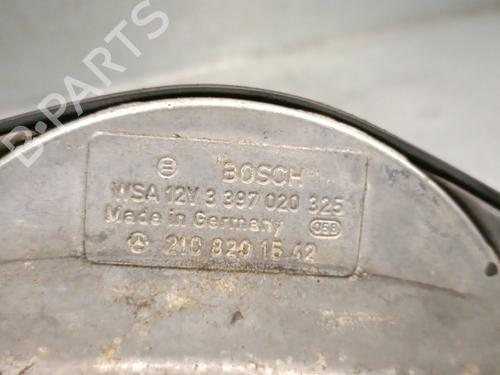 BOSCH
WSA 12V 3 397 020 325
Made in Germany
210 820 15 42
B-PARTS